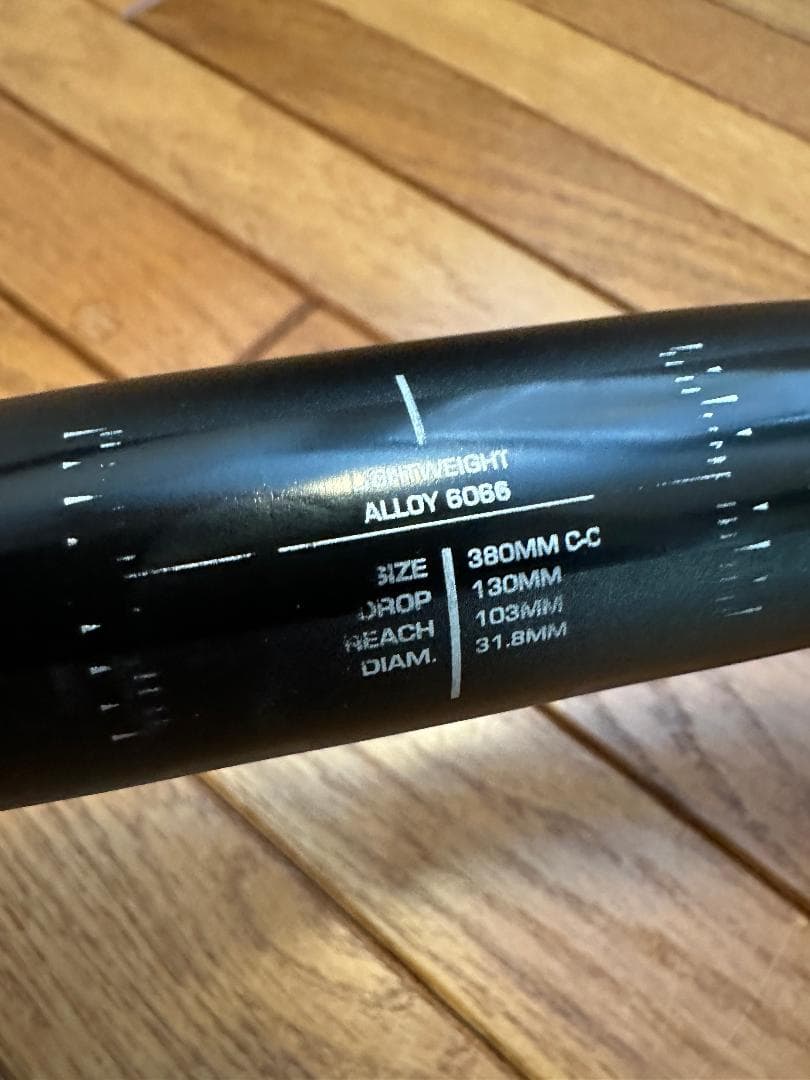 LIGHTWEIGHT
ALLOY 6066
SIZE 380MM C-C
DROP 130MM
REACH 103MM
DIAM. 31.8MM